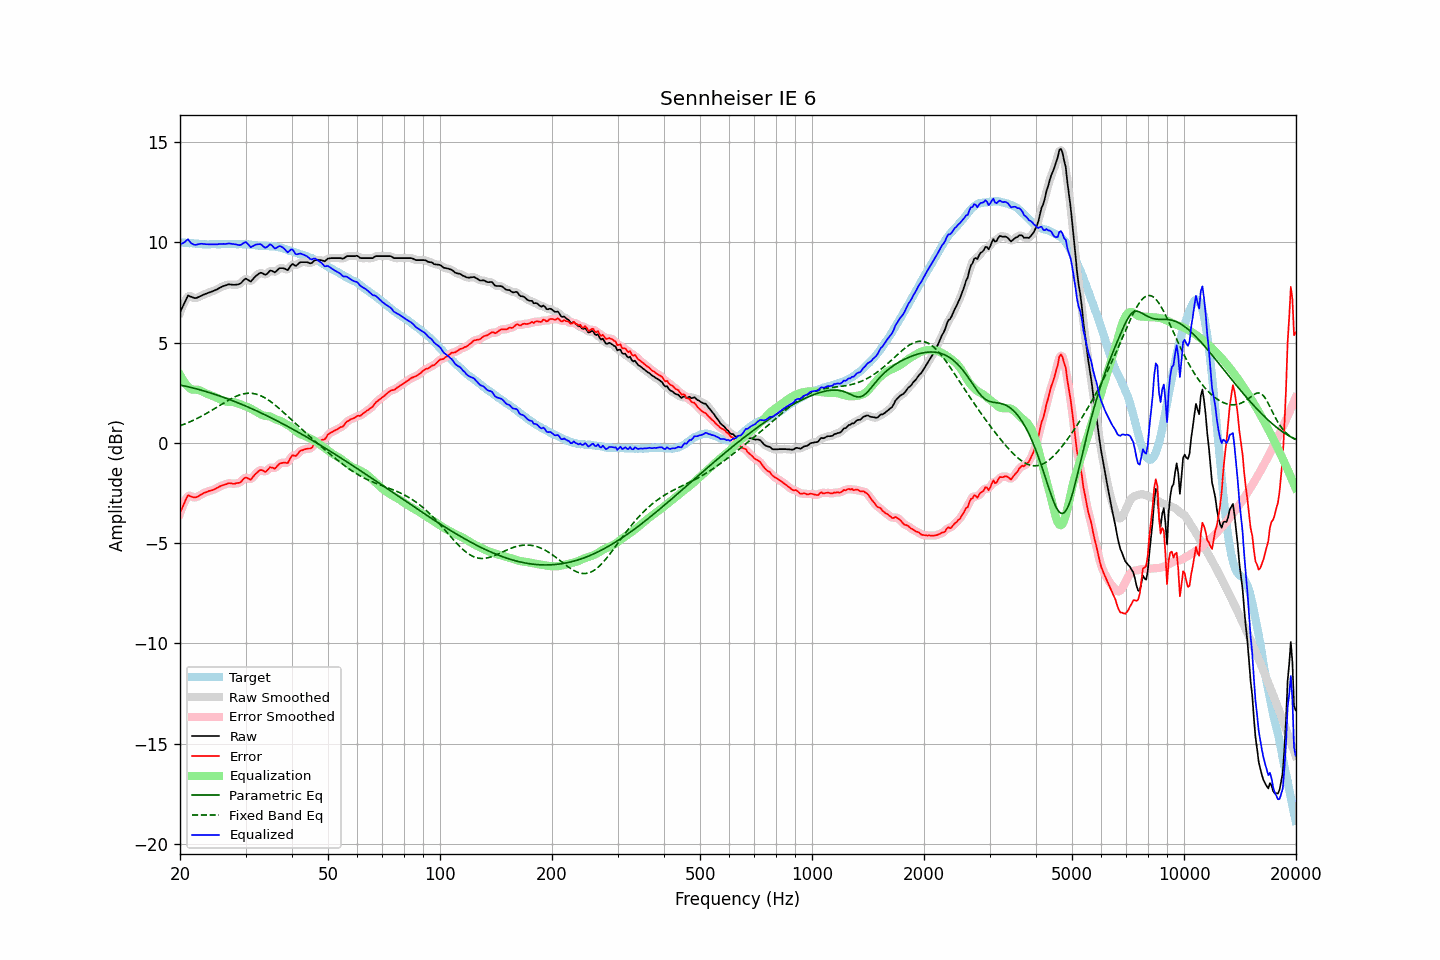 Sennheiser IE 6
Amplitude (dBr)
15
10
5
0
−5
−10
−15
−20
Target
Raw Smoothed
Error Smoothed
Raw
Error
Equalization
Parametric Eq
Fixed Band Eq
Equalized
20 50 100 200 500 1000 2000 5000 10000 20000
Frequency (Hz)